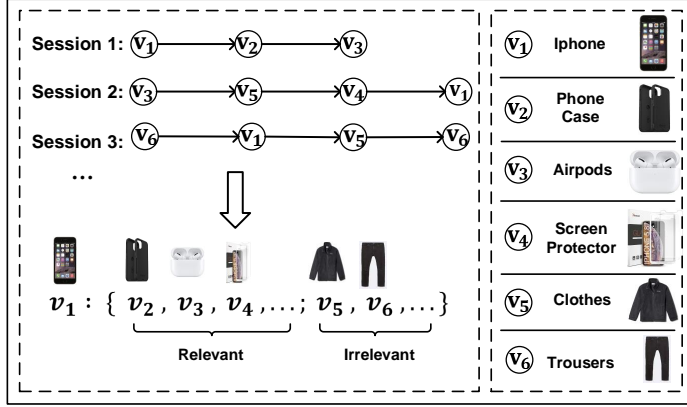 Session 1: v₁ v₂ v₃
Session 2: v₃ v₅ v₄ v₁
Session 3: v₆ v₁ v₅ v₆
...
v₁ : { v₂ , v₃ , v₄ ,...; v₅ , v₆ ,...}
Relevant Irrelevant
v₁ Iphone
v₂ Phone
Case
v₃ Airpods
v₄ Screen
Protector
v₅ Clothes
v₆ Trousers